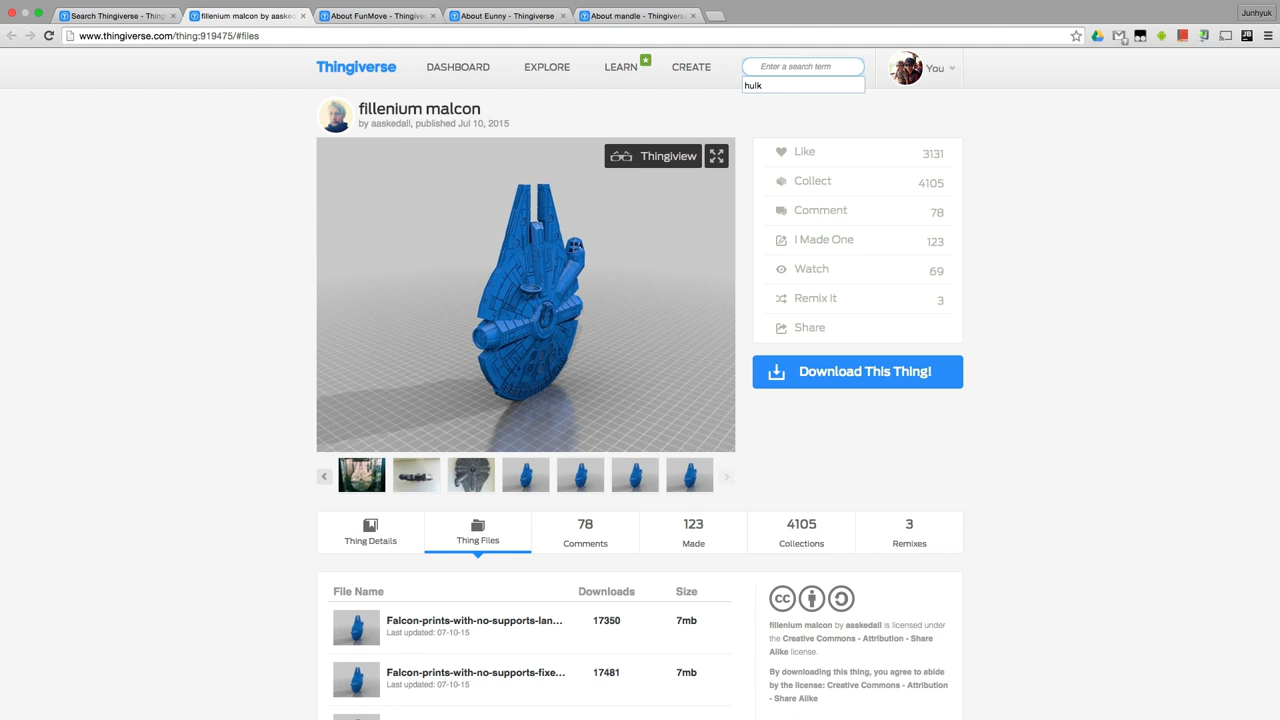 Search Thingiverse - Thing
fillenium malcon by aaske
About FunMove - Thingive
About Eunny - Thingiverse
About mandle - Thingivers
Junhyuk
www.thingiverse.com/thing:919475/#files
Thingiverse
DASHBOARD
EXPLORE
LEARN
CREATE
Enter a search term
hulk
You
fillenium malcon
by aaskedall, published Jul 10, 2015
Thingiview
Like 3131
Collect 4105
Comment 78
I Made One 123
Watch 69
Remix It 3
Share
Download This Thing!
Thing Details
Thing Files
78
Comments
123
Made
4105
Collections
3
Remixes
File Name Downloads Size
Falcon-prints-with-no-supports-lan... 17350 7mb
Last updated: 07-10-15
Falcon-prints-with-no-supports-fixe... 17481 7mb
Last updated: 07-10-15
cc
fillenium malcon by aaskedall is licensed under
the Creative Commons - Attribution - Share
Alike license.
By downloading this thing, you agree to abide
by the license: Creative Commons - Attribution
- Share Alike